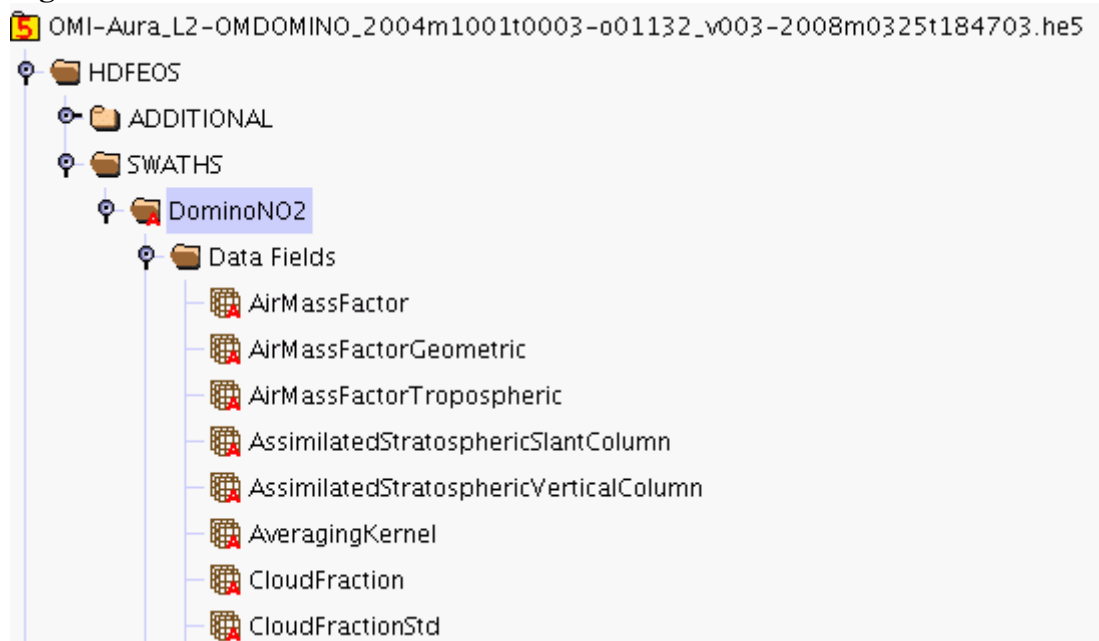 OMI-Aura_L2-OMDOMINO_2004m1001t0003-o01132_v003-2008m0325t184703.he5
HDFEOS
ADDITIONAL
SWATHS
DominoNO2
Data Fields
AirMassFactor
AirMassFactorGeometric
AirMassFactorTropospheric
AssimilatedStratosphericSlantColumn
AssimilatedStratosphericVerticalColumn
AveragingKernel
CloudFraction
CloudFractionStd